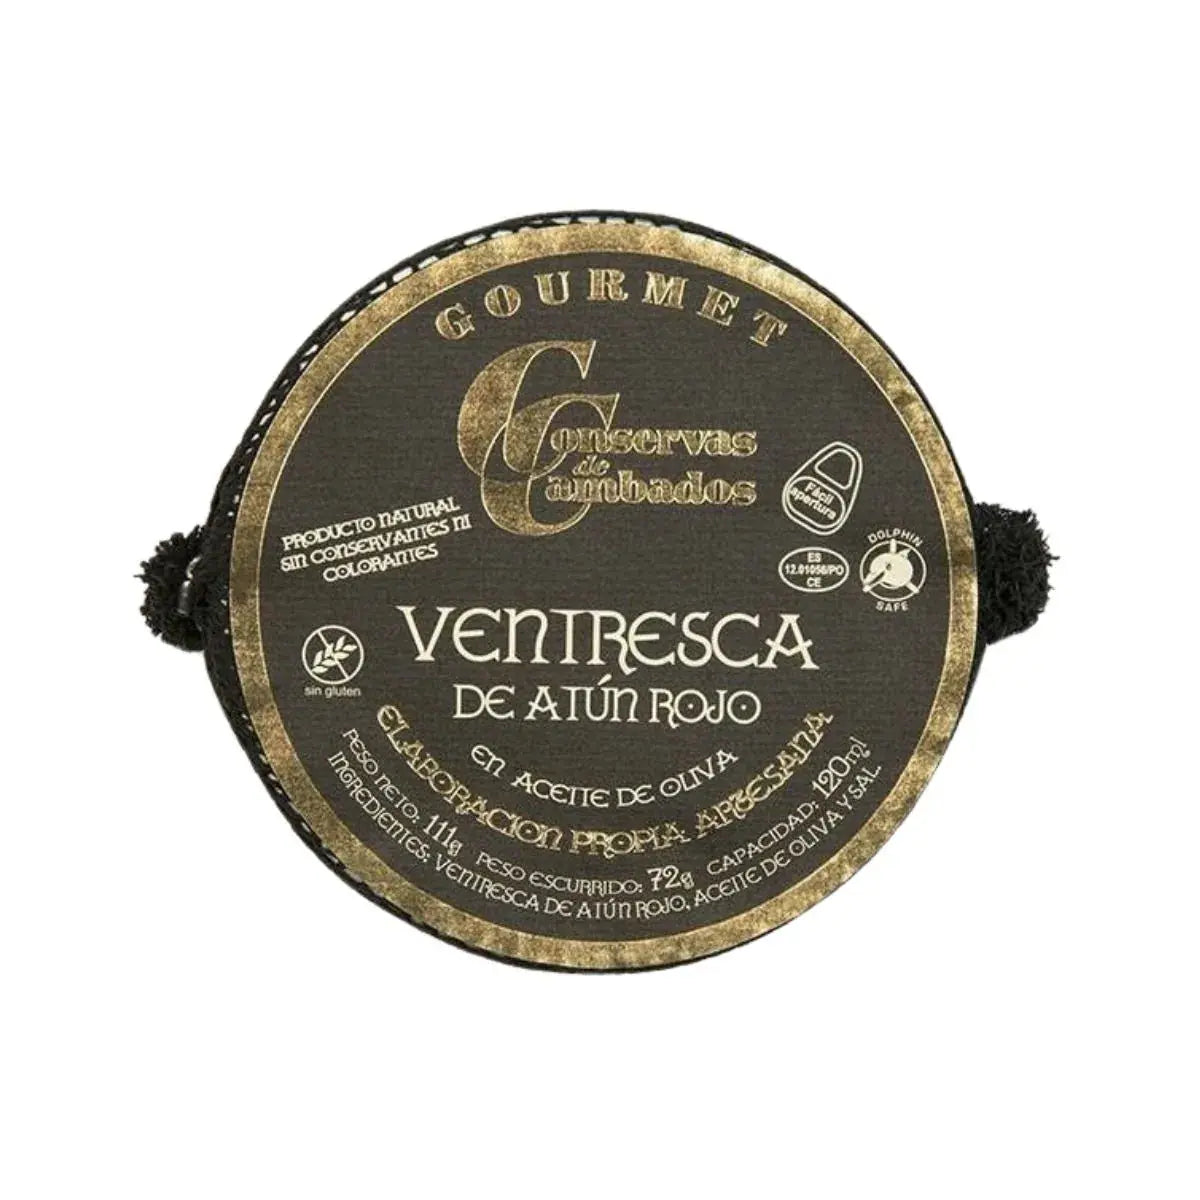 GOURMET
Conservas
de
Cambados
Fácil
apertura
PRODUCTO NATURAL
SIN CONSERVANTES NI
COLORANTES
ES
12.01056/PO
CE
DOLPHIN
SAFE
sin gluten
VENTRESCA
DE ATÚN ROJO
EN ACEITE DE OLIVA
ELABORACION PROPIA ARTESANA
PESO NETO: 111g PESO ESCURRIDO: 72g CAPACIDAD: 120ml
INGREDIENTES: VENTRESCA DE ATÚN ROJO, ACEITE DE OLIVA Y SAL.